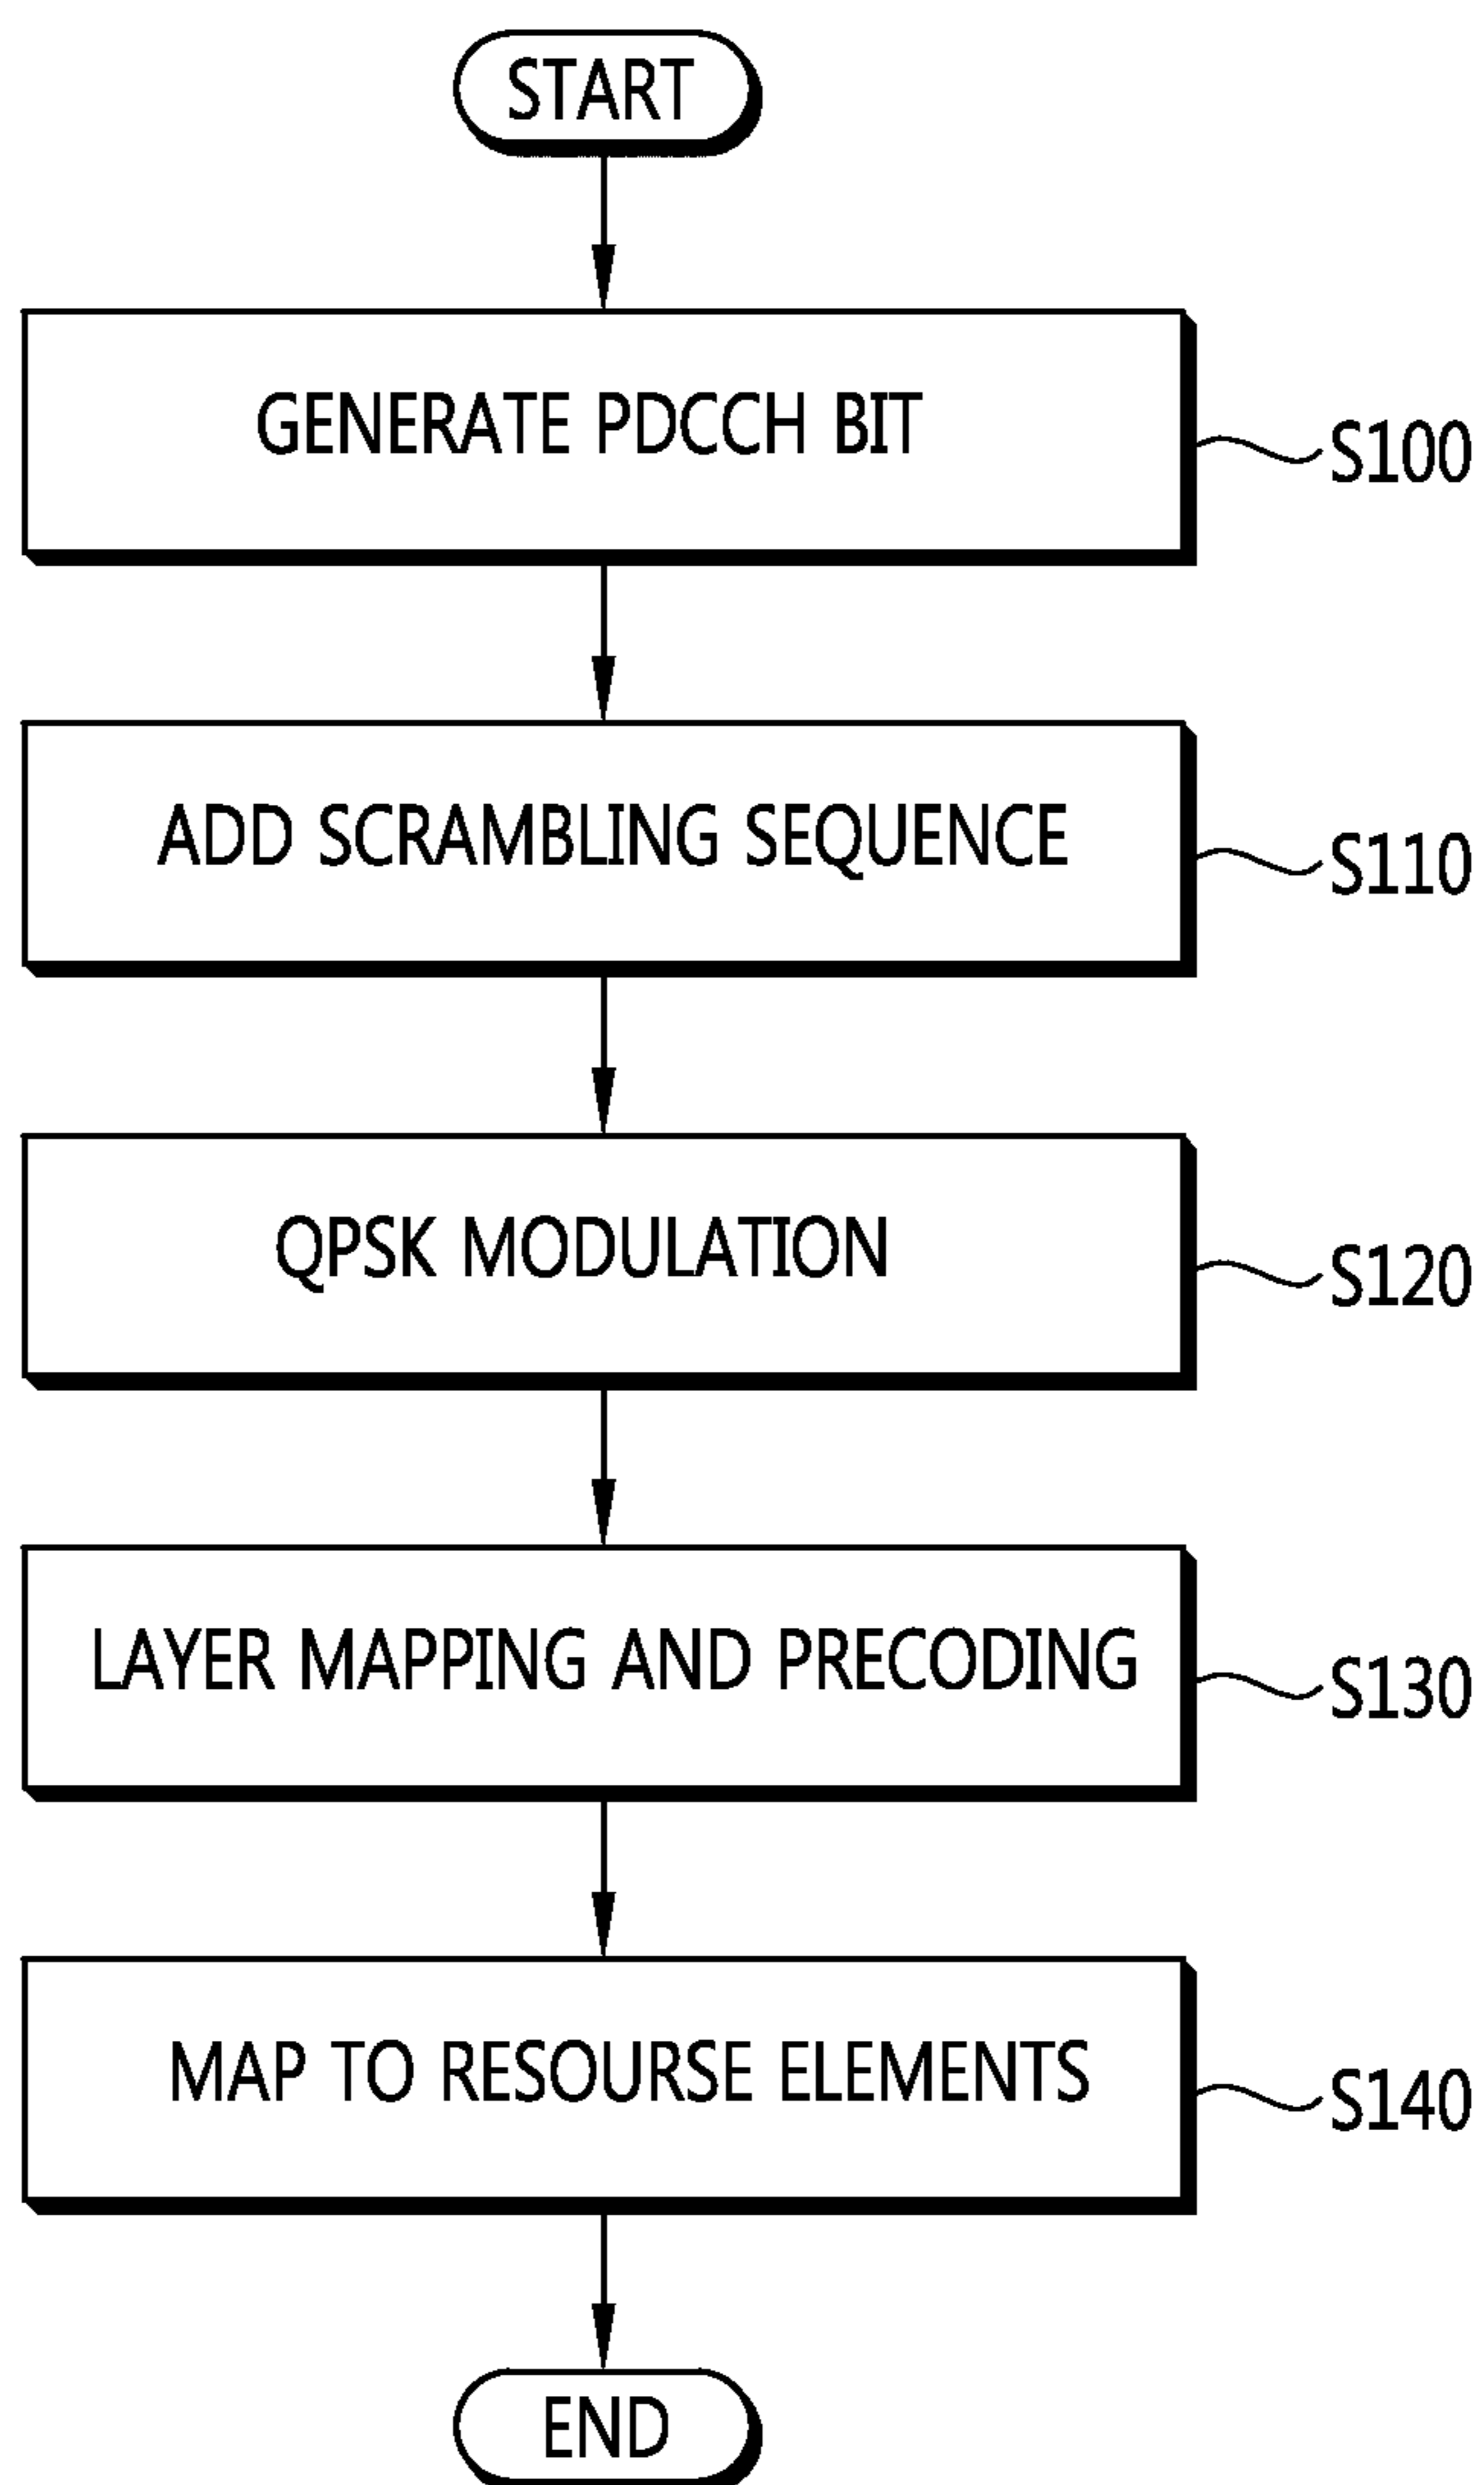 START
GENERATE PDCCH BIT
S100
ADD SCRAMBLING SEQUENCE
S110
QPSK MODULATION
S120
LAYER MAPPING AND PRECODING
S130
MAP TO RESOURSE ELEMENTS
S140
END